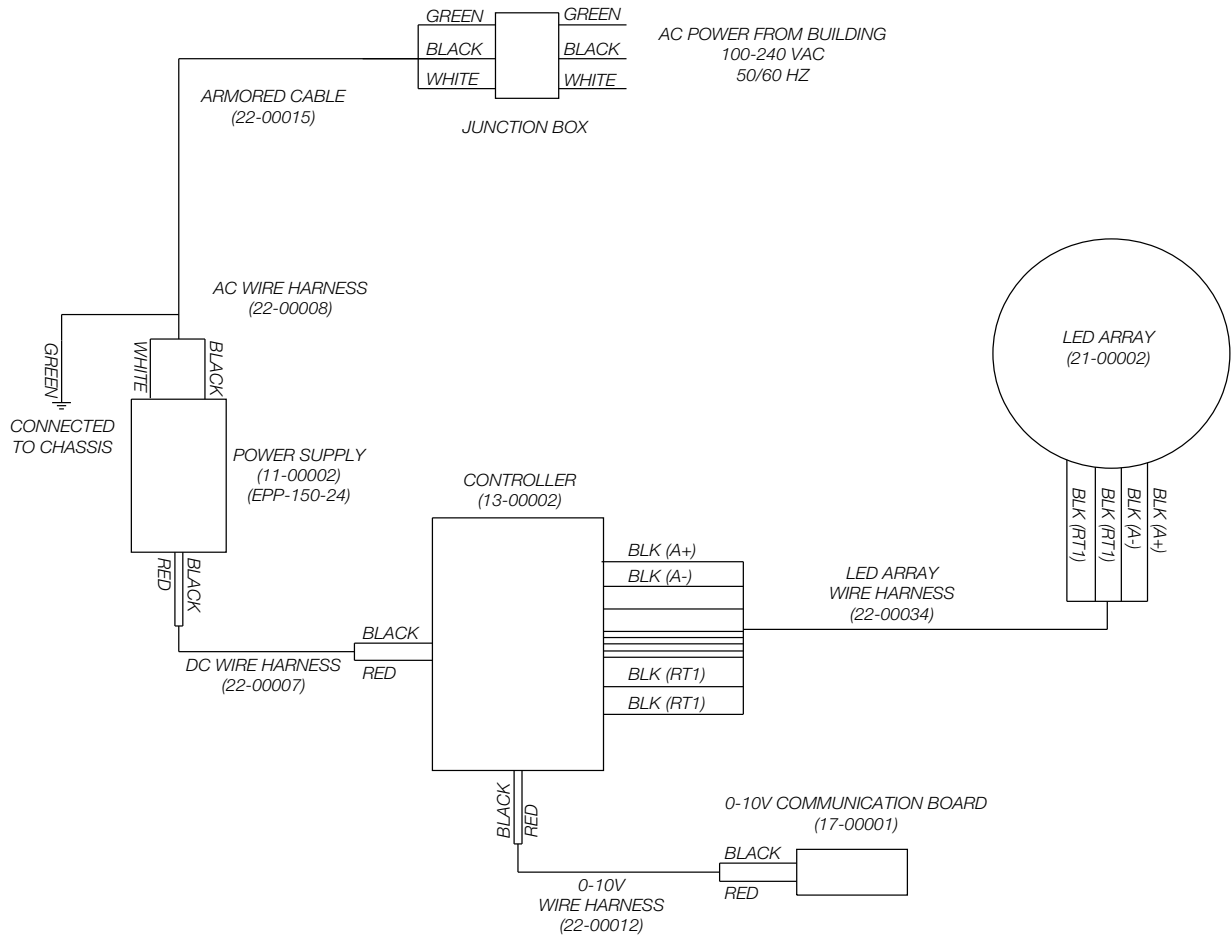 GREEN
GREEN
BLACK
BLACK
WHITE
WHITE
AC POWER FROM BUILDING
100-240 VAC
50/60 HZ
JUNCTION BOX
ARMORED CABLE
(22-00015)
AC WIRE HARNESS
(22-00008)
GREEN
WHITE
BLACK
CONNECTED
TO CHASSIS
POWER SUPPLY
(11-00002)
(EPP-150-24)
RED
BLACK
DC WIRE HARNESS
(22-00007)
BLACK
RED
CONTROLLER
(13-00002)
BLK (A+)
BLK (A-)
BLK (RT1)
BLK (RT1)
LED ARRAY
WIRE HARNESS
(22-00034)
LED ARRAY
(21-00002)
BLK (RT1)
BLK (RT1)
BLK (A-)
BLK (A+)
BLACK
RED
0-10V
WIRE HARNESS
(22-00012)
0-10V COMMUNICATION BOARD
(17-00001)
BLACK
RED